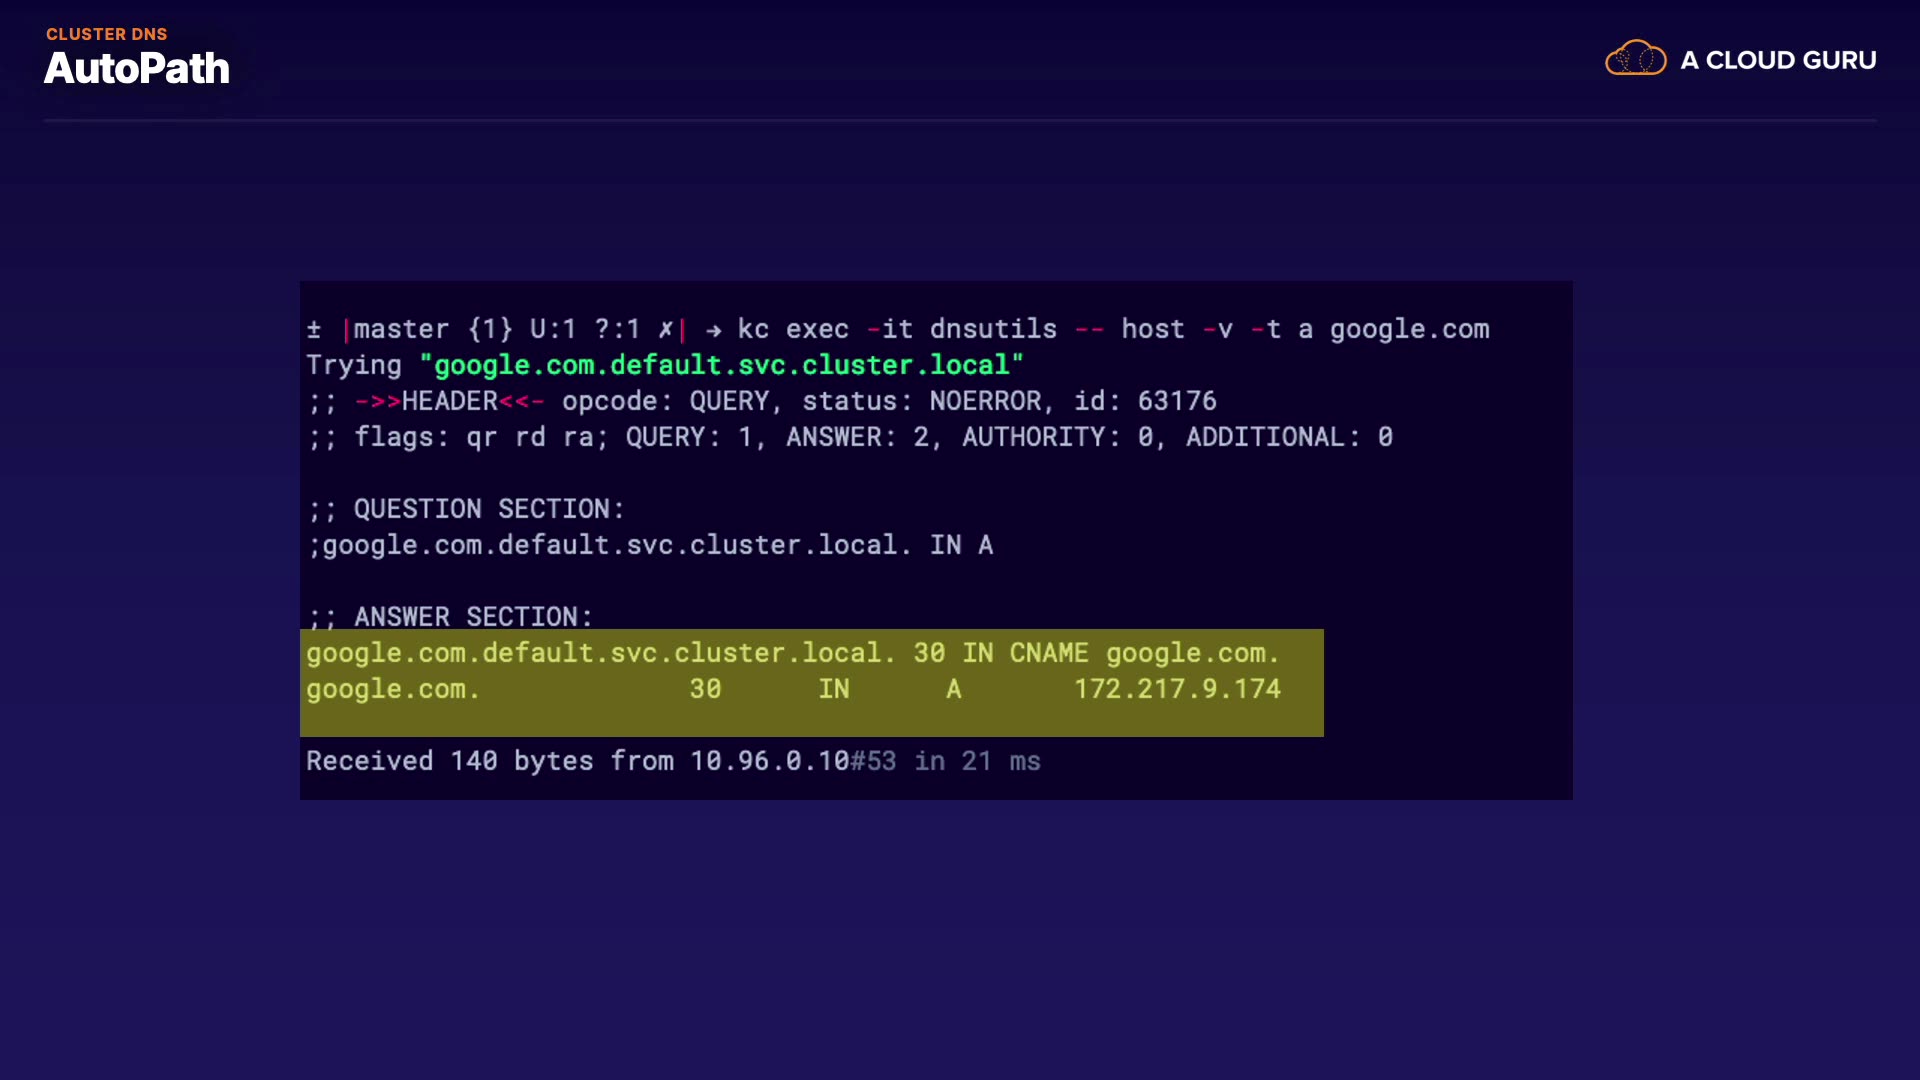 CLUSTER DNS
AutoPath
A CLOUD GURU
± |master {1} U:1 ?:1 ✗| → kc exec -it dnsutils -- host -v -t a google.com
Trying "google.com.default.svc.cluster.local"
;; ->>HEADER<<- opcode: QUERY, status: NOERROR, id: 63176
;; flags: qr rd ra; QUERY: 1, ANSWER: 2, AUTHORITY: 0, ADDITIONAL: 0
;; QUESTION SECTION:
;google.com.default.svc.cluster.local. IN A
;; ANSWER SECTION:
google.com.default.svc.cluster.local. 30 IN CNAME google.com.
google.com. 30 IN A 172.217.9.174
Received 140 bytes from 10.96.0.10#53 in 21 ms